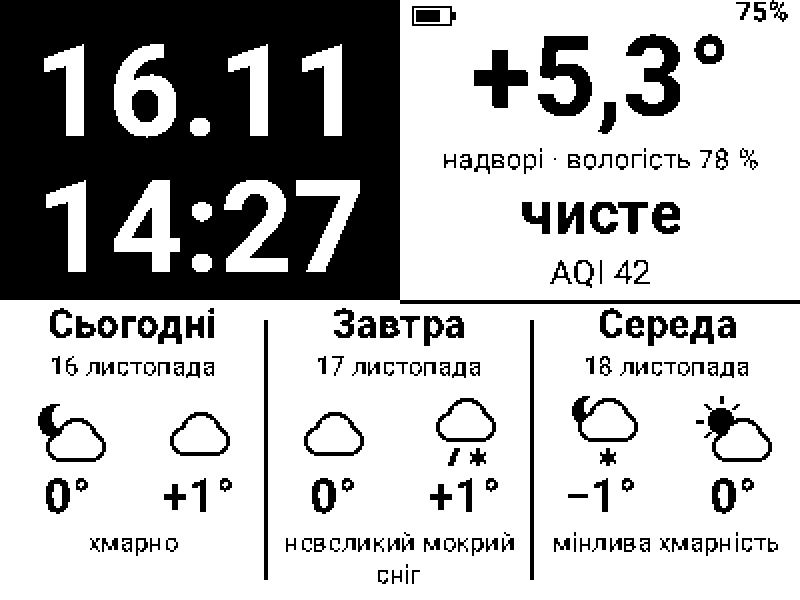 16.11
14:27
75%
+5,3°
надворі · вологість 78 %
чисте
AQI 42
Сьогодні
16 листопада
0° +1°
хмарно
Завтра
17 листопада
0° +1°
невеликий мокрий
сніг
Середа
18 листопада
−1° 0°
мінлива хмарність